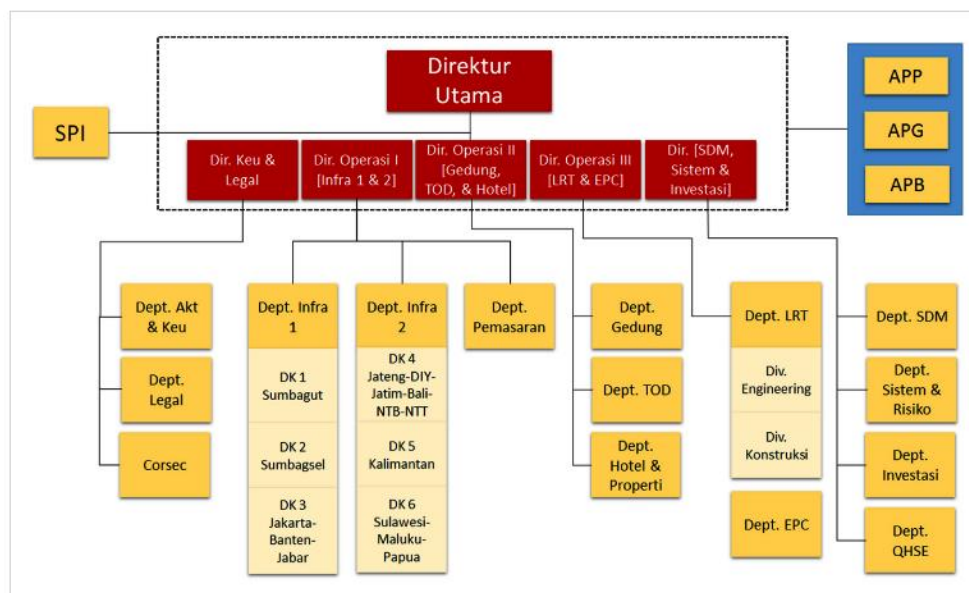 Direktur
Utama
SPI
APP
APG
APB
Dir. Keu &
Legal
Dir. Operasi I
[Infra 1 & 2]
Dir. Operasi II
[Gedung,
TOD, & Hotel]
Dir. Operasi III
[LRT & EPC]
Dir. [SDM,
Sistem &
Investasi]
Dept. Akt
& Keu
Dept.
Legal
Corsec
Dept. Infra
1
DK 1
Sumbagut
DK 2
Sumbagsel
DK 3
Jakarta-
Banten-
Jabar
Dept. Infra
2
DK 4
Jateng-DIY-
Jatim-Bali-
NTB-NTT
DK 5
Kalimantan
DK 6
Sulawesi-
Maluku-
Papua
Dept.
Pemasaran
Dept.
Gedung
Dept. TOD
Dept.
Hotel &
Properti
Dept. LRT
Div.
Engineering
Div.
Konstruksi
Dept. EPC
Dept. SDM
Dept.
Sistem &
Risiko
Dept.
Investasi
Dept.
QHSE